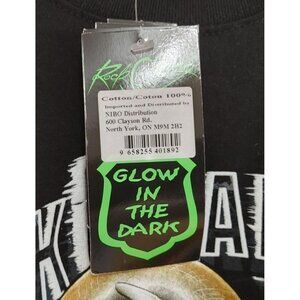 Rock
Cotton/Coton 100%
Imported and Distributed by
NIBO Distribution
600 Clayson Rd.
North York, ON M9M 2H2
9 658255 401892
GLOW
IN
THE
DARK